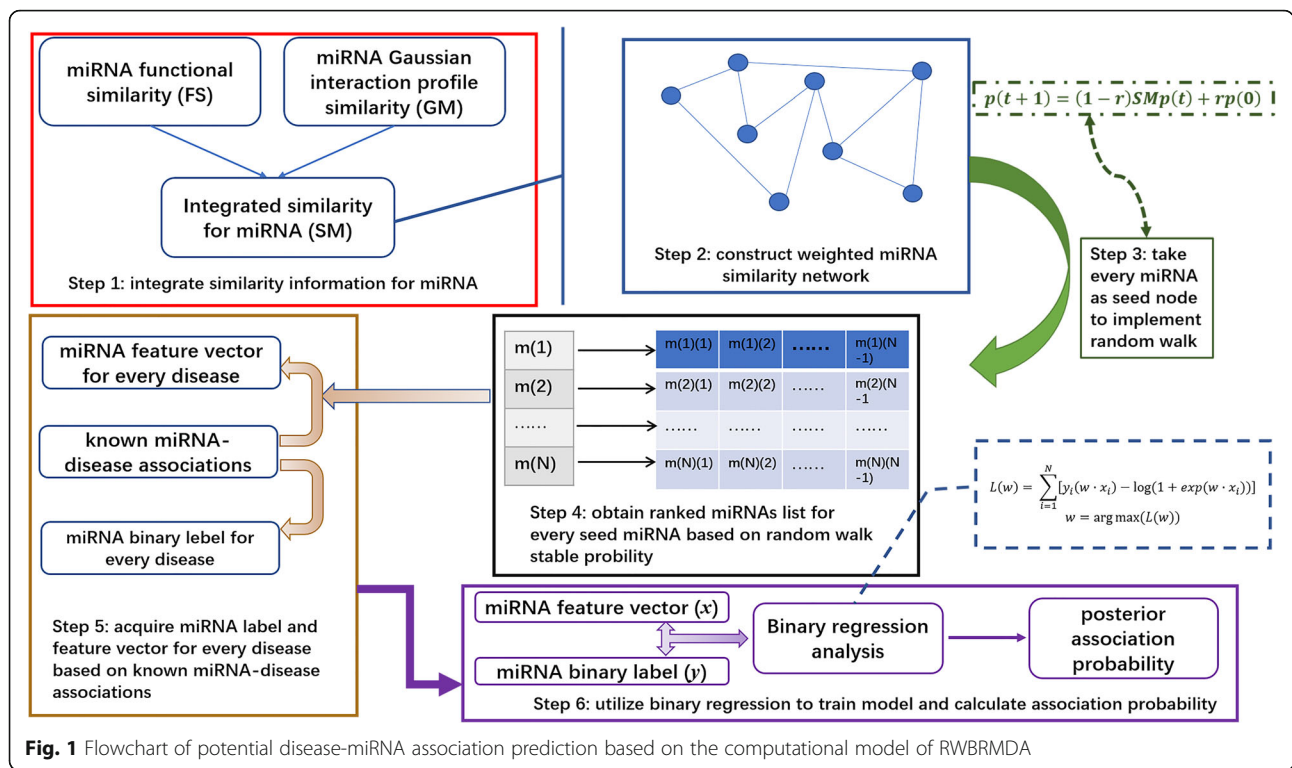 miRNA functional
similarity (FS)
miRNA Gaussian
interaction profile
similarity (GM)
Integrated similarity
for miRNA (SM)
Step 1: integrate similarity information for miRNA
Step 2: construct weighted miRNA
similarity network
p(t + 1) = (1 − r)SMp(t) + rp(0)
Step 3: take
every miRNA
as seed node
to implement
random walk
m(1)
m(1)(1) m(1)(2) …… m(1)(N
-1)
m(2)
m(2)(1) m(2)(2) …… m(2)(N
-1
……
…… …… …… ……
m(N)
m(N)(1) m(N)(2) …… m(N)(N
-1)
Step 4: obtain ranked miRNAs list for
every seed miRNA based on random walk
stable probility
miRNA feature vector
for every disease
known miRNA-
disease associations
miRNA binary lebel for
every disease
Step 5: acquire miRNA label and
feature vector for every disease
based on known miRNA-disease
associations
L(w) = ∑_{i=1}^{N} [y_i(w · x_i) − log(1 + exp(w · x_i))]
w = arg max(L(w))
miRNA feature vector (x)
miRNA binary label (y)
Binary regression
analysis
posterior
association
probability
Step 6: utilize binary regression to train model and calculate association probability
Fig. 1 Flowchart of potential disease-miRNA association prediction based on the computational model of RWBRMDA